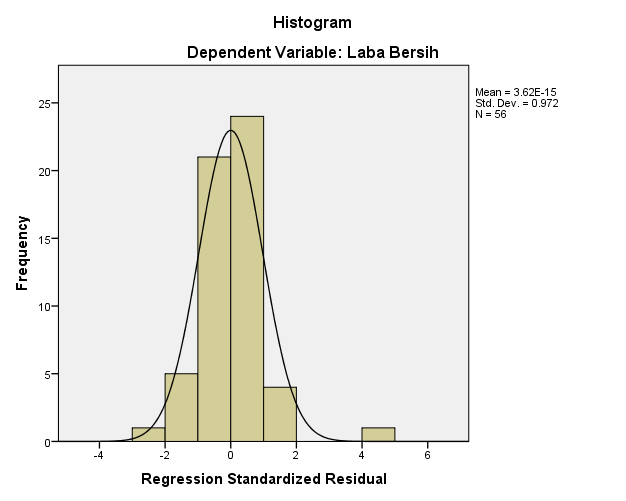 Histogram
Dependent Variable: Laba Bersih
Mean = 3.62E-15
Std. Dev. = 0.972
N = 56
Frequency
25
20
15
10
5
0
-4
-2
0
2
4
6
Regression Standardized Residual